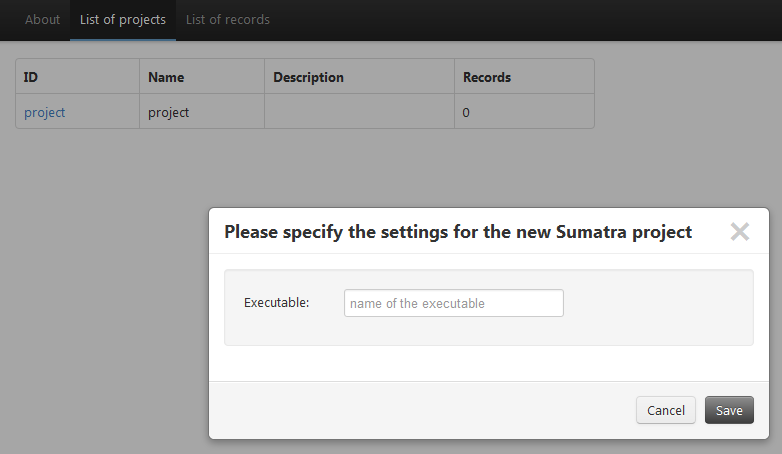 About List of projects List of records
ID Name Description Records
project project 0
Please specify the settings for the new Sumatra project ×
Executable: name of the executable
Cancel Save